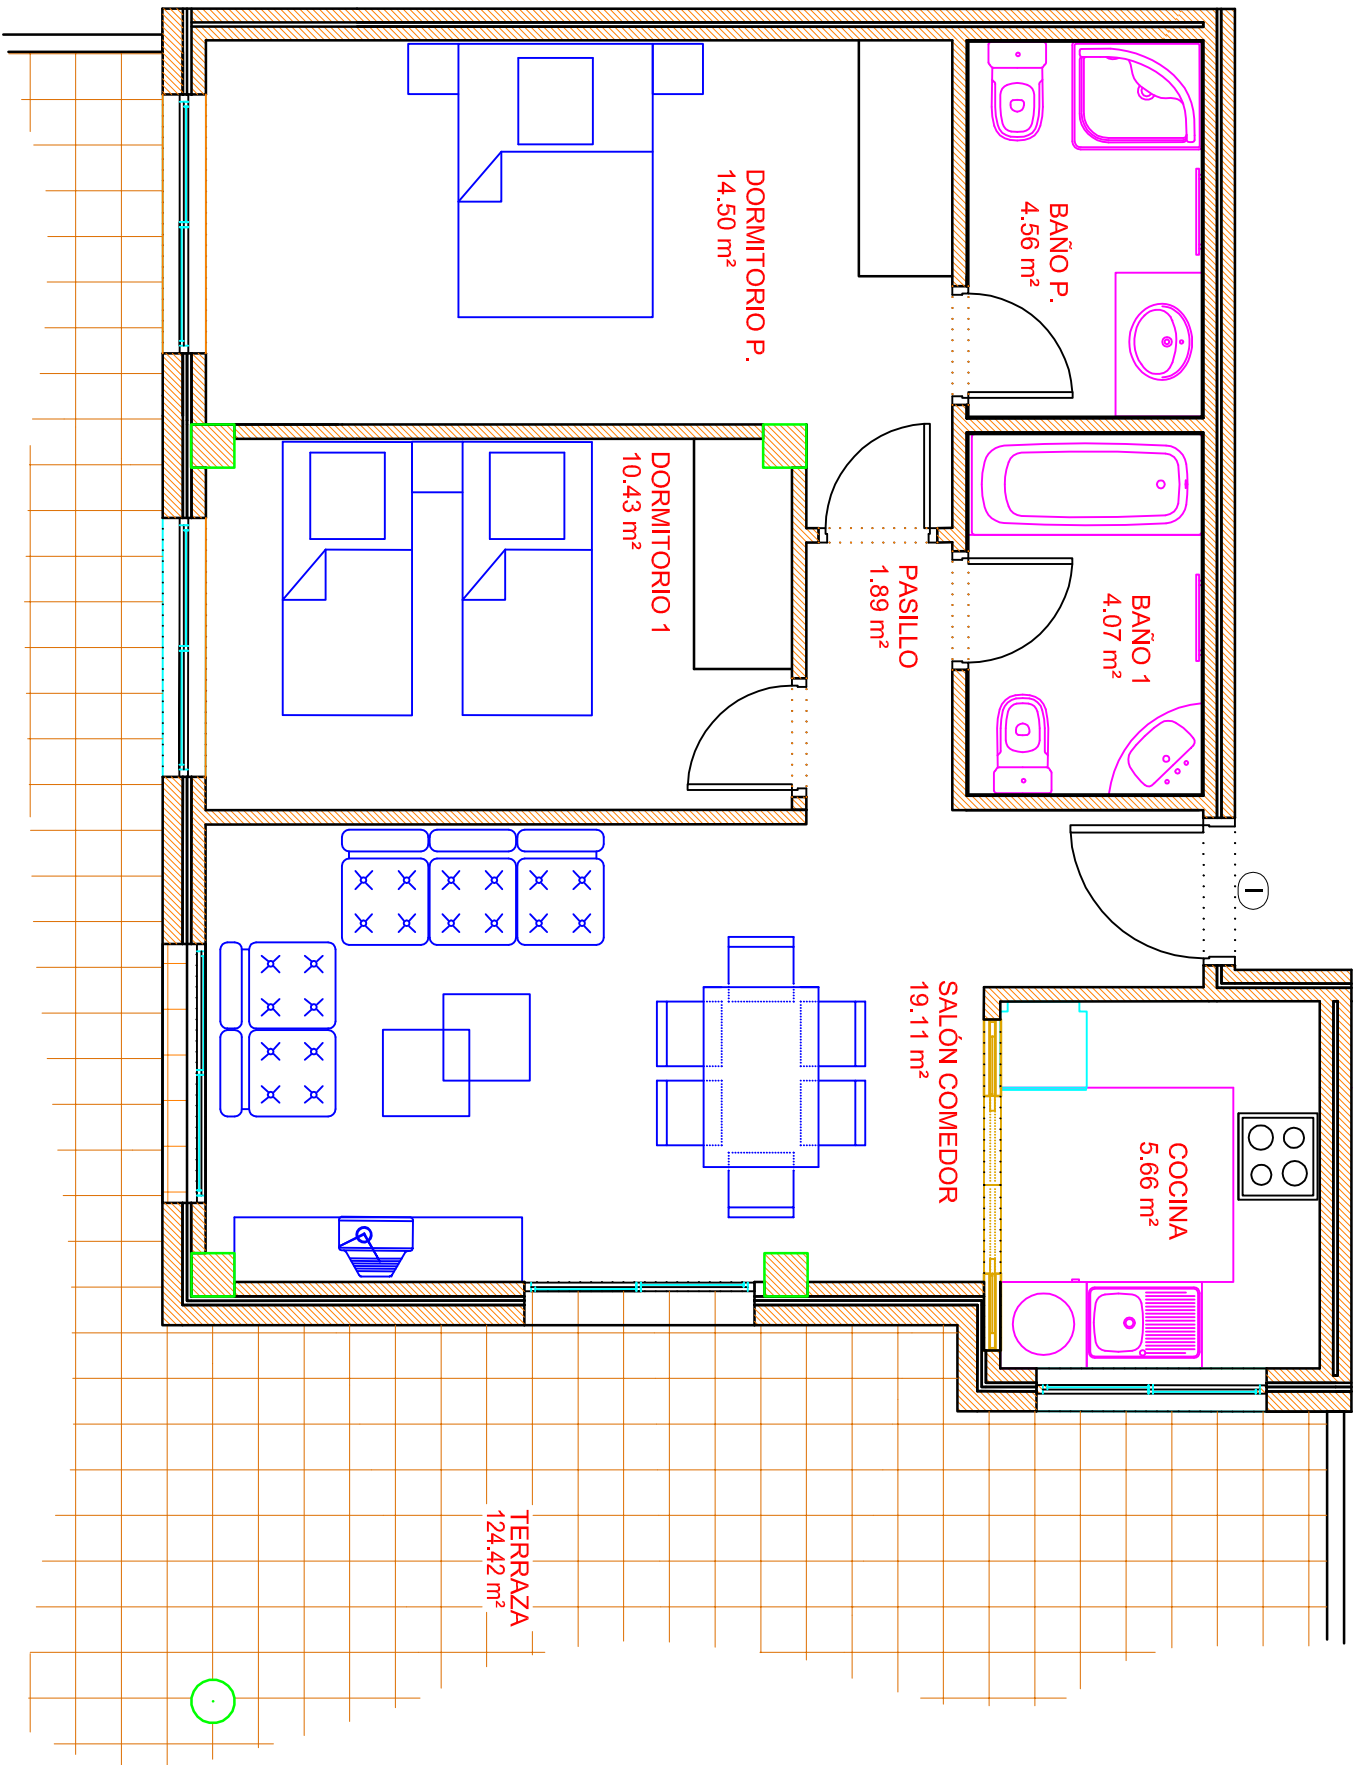 BAÑO P.
4.56 m²
DORMITORIO P.
14.50 m²
BAÑO 1
4.07 m²
PASILLO
1.89 m²
DORMITORIO 1
10.43 m²
I
COCINA
5.66 m²
SALÓN COMEDOR
19.11 m²
TERRAZA
124.42 m²